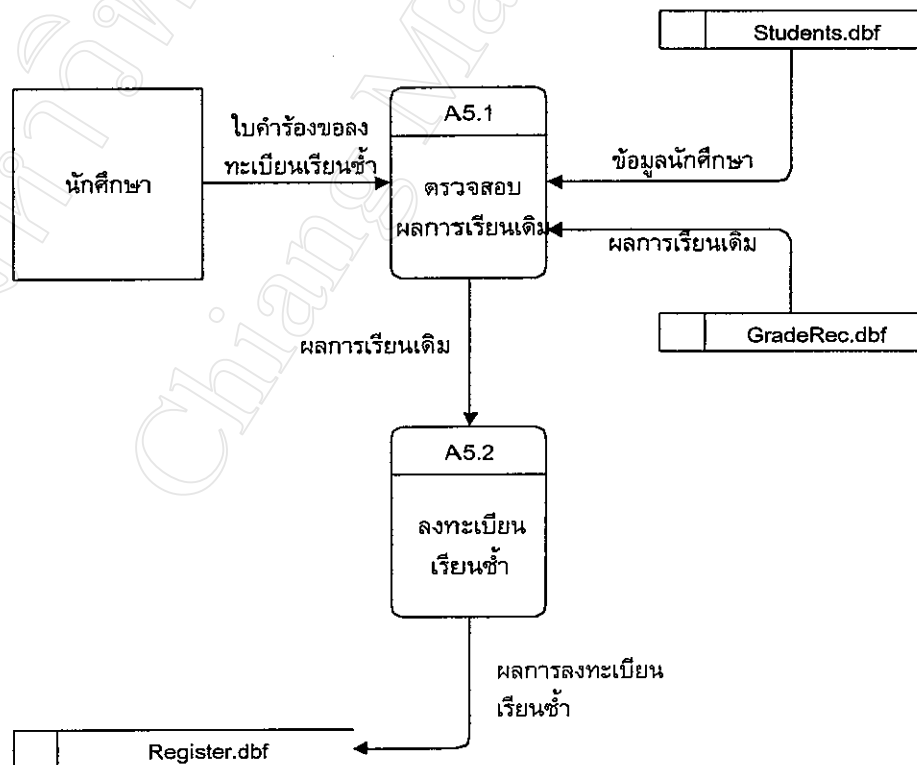 Students.dbf
นักศึกษา
ใบคำร้องขอลง
ทะเบียนเรียนซ้ำ
A5.1
ตรวจสอบ
ผลการเรียนเดิม
ข้อมูลนักศึกษา
ผลการเรียนเดิม
GradeRec.dbf
ผลการเรียนเดิม
A5.2
ลงทะเบียน
เรียนซ้ำ
ผลการลงทะเบียน
เรียนซ้ำ
Register.dbf
Chiang Ma